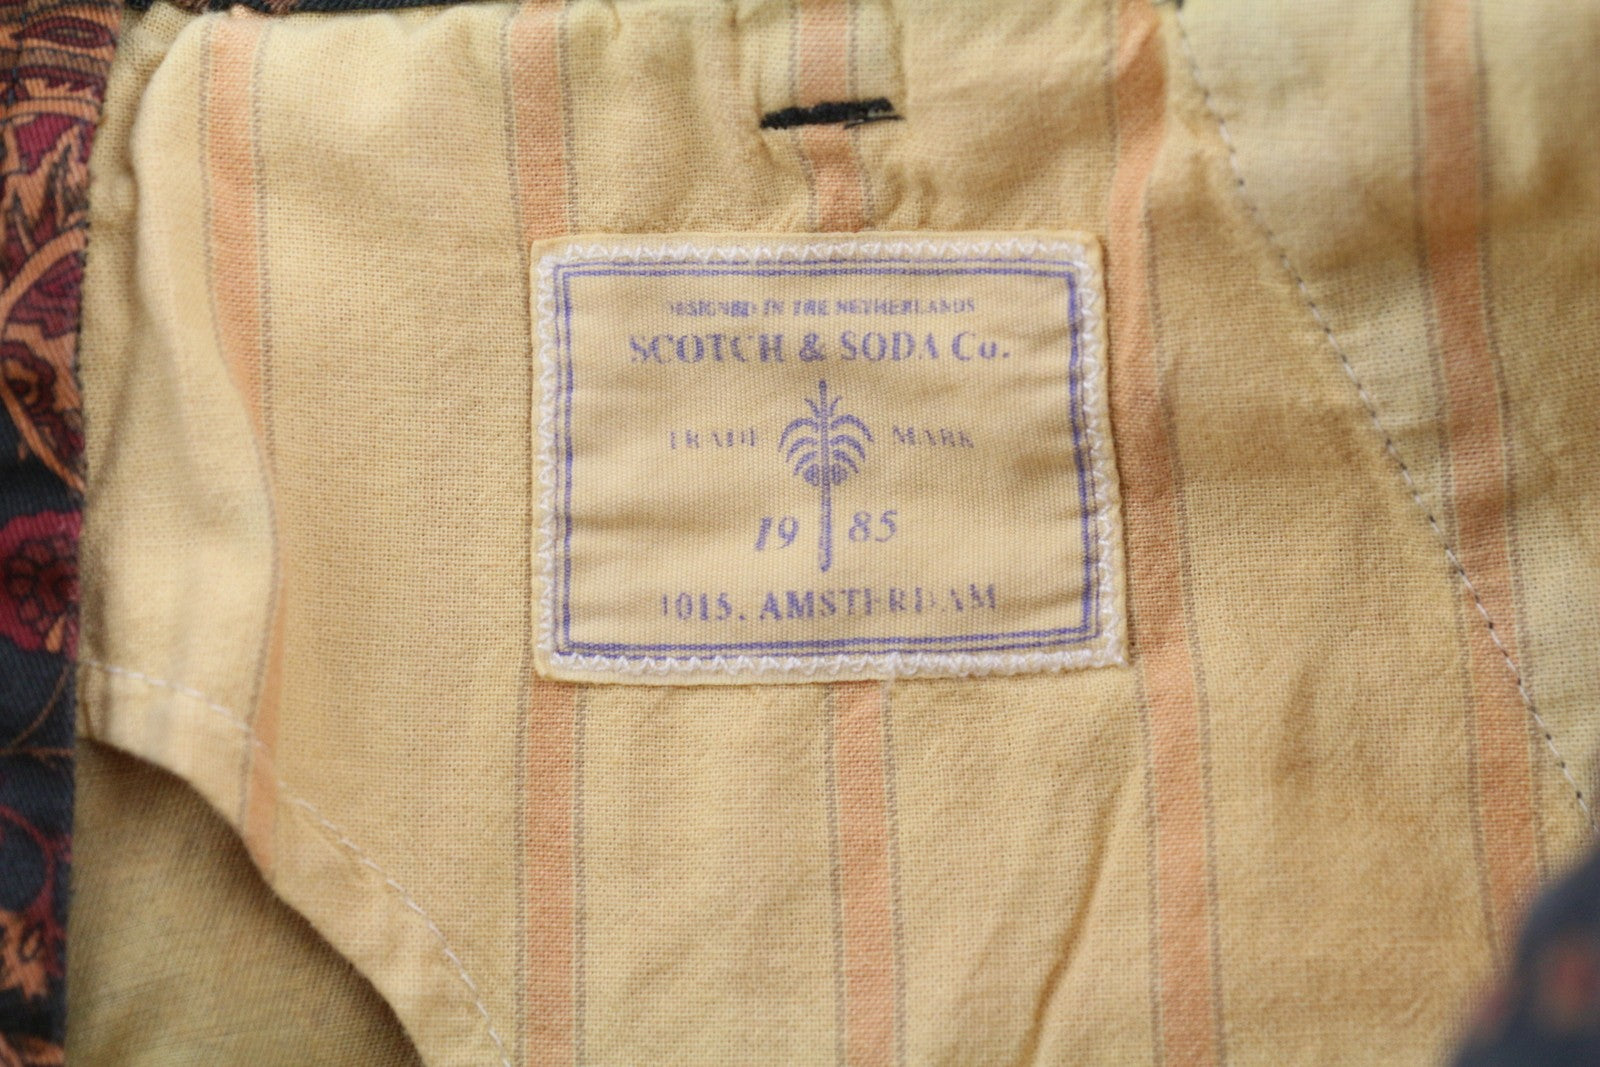 DESIGNED IN THE NETHERLANDS
SCOTCH & SODA Co.
TRADE MARK
19 85
1015. AMSTERDAM